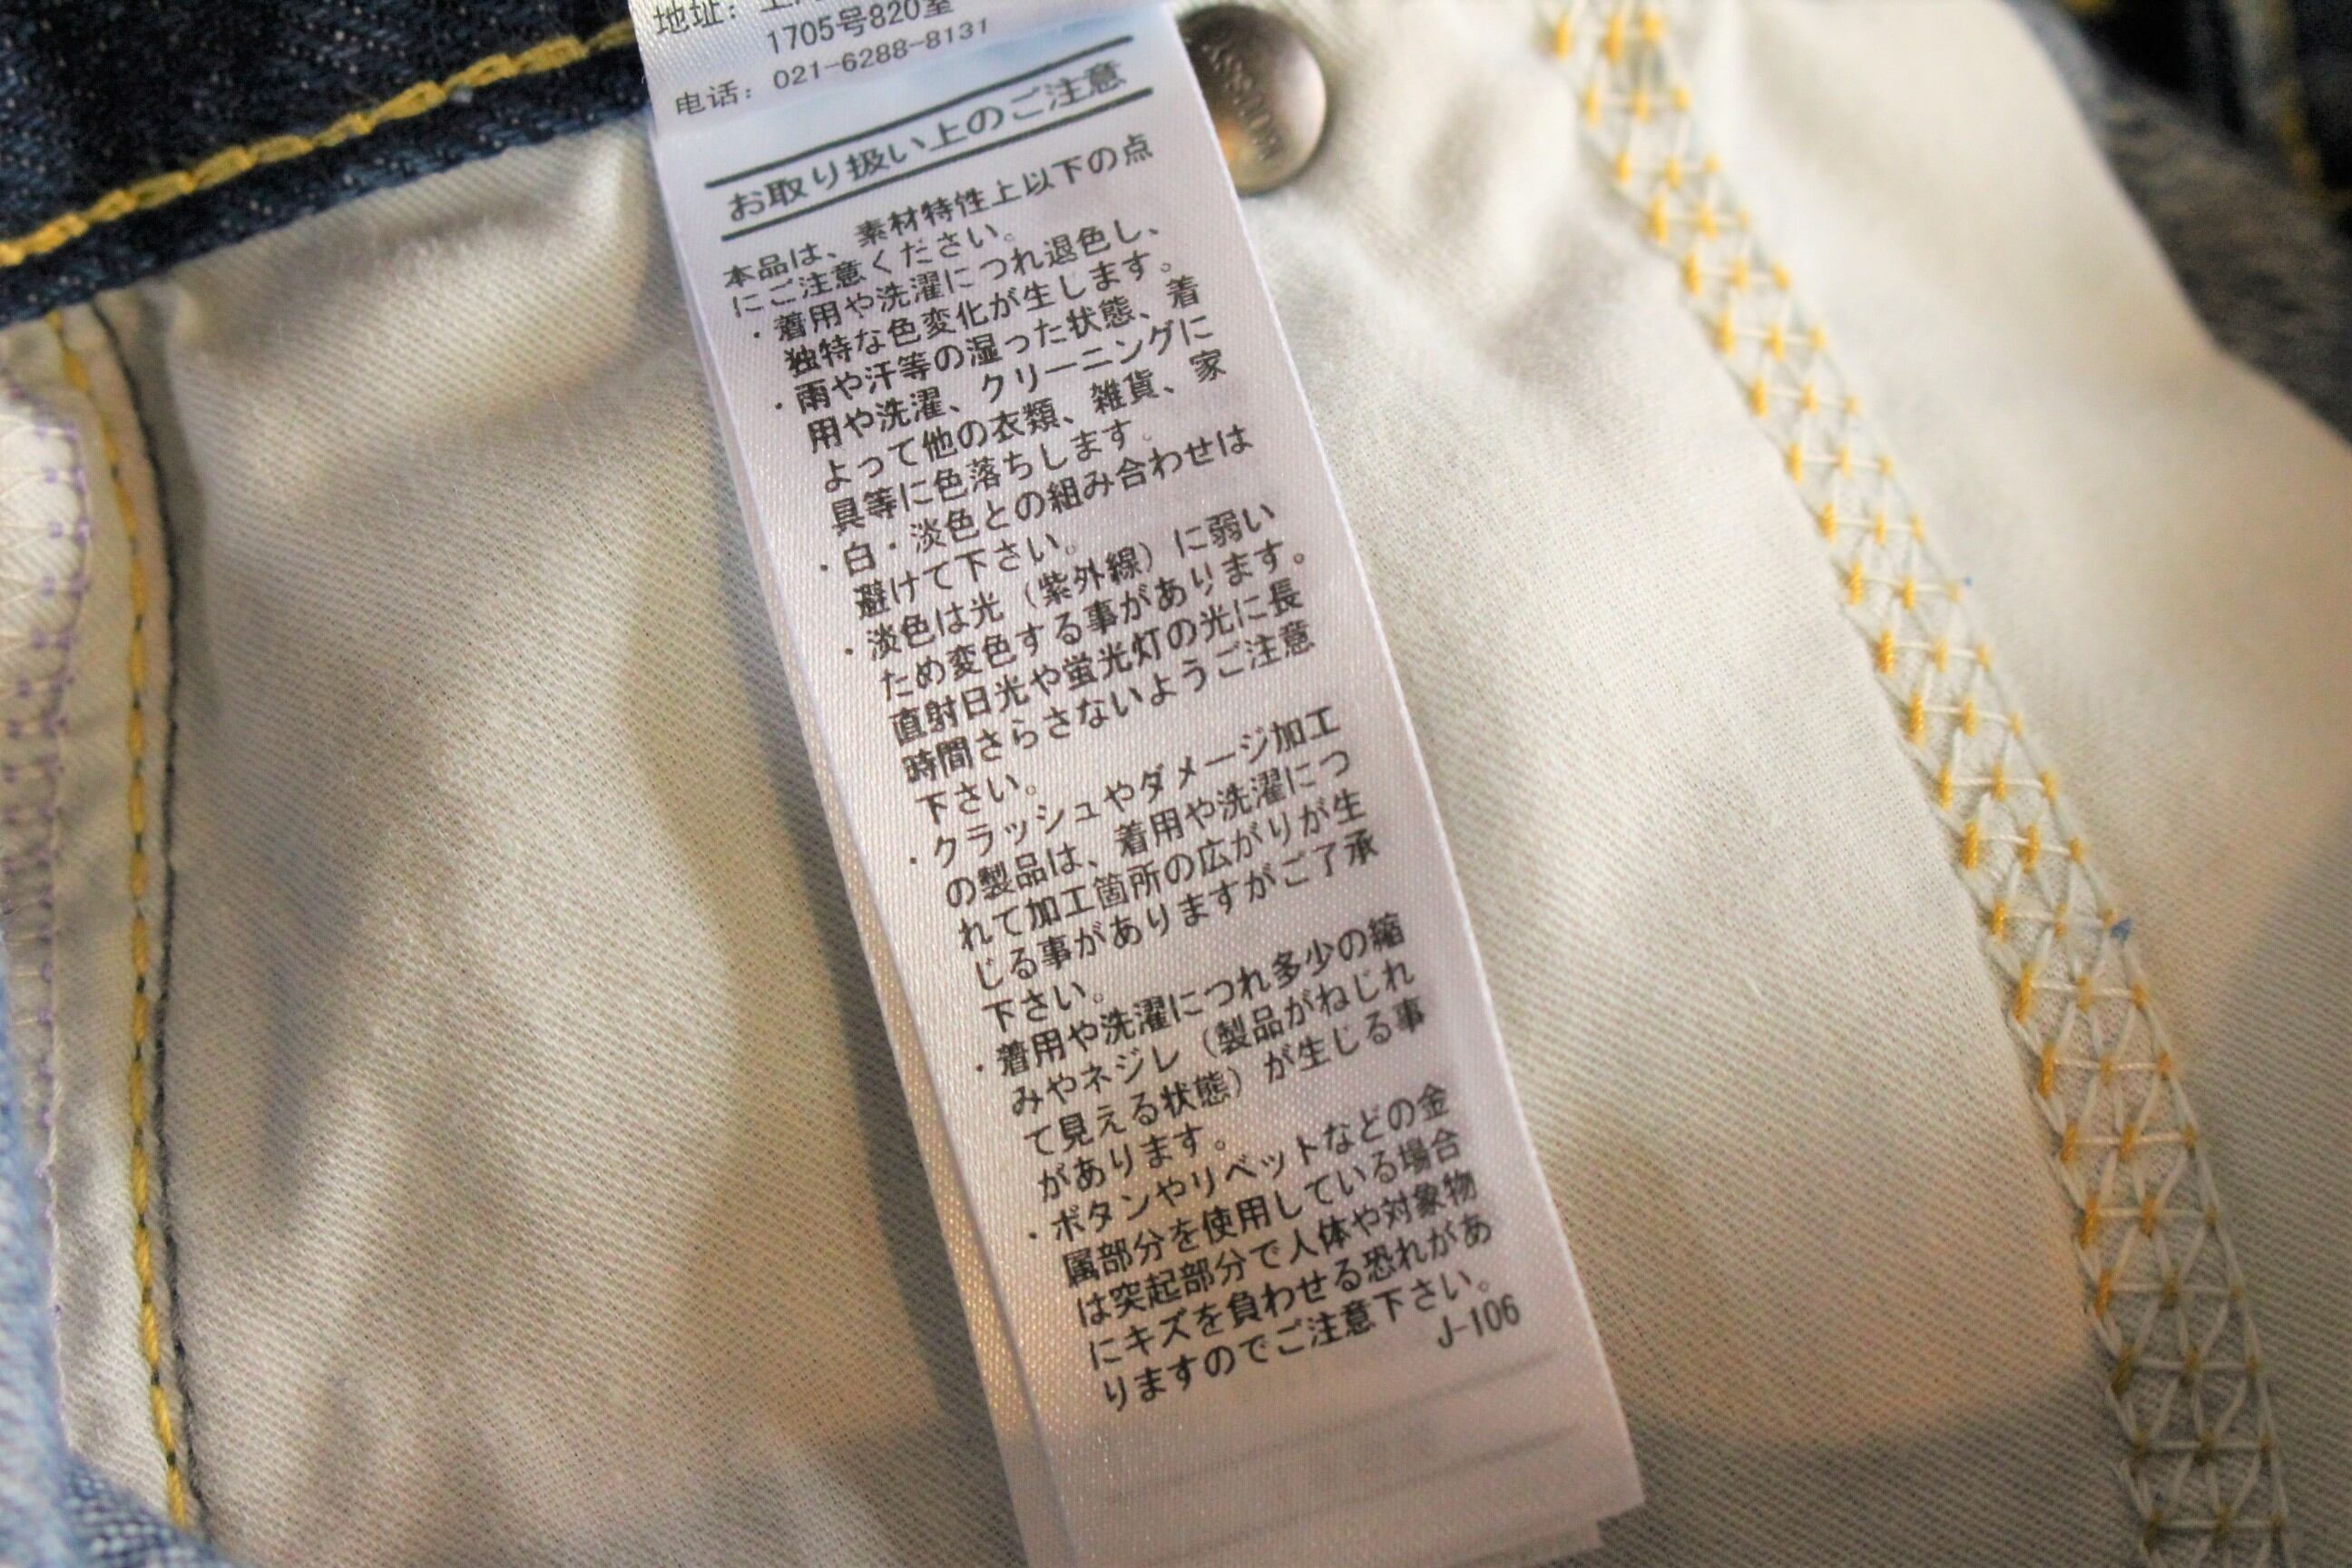 地址：上
1705号820室
电话：021-6288-8131
お取り扱い上のご注意
本品は、素材特性上以下の点
にご注意ください。
・着用や洗濯につれ退色し、
独特な色変化が生します。
・雨や汗等の湿った状態、着
用や洗濯、クリーニングに
よって他の衣類、雑貨、家
具等に色落ちします。
・白・淡色との組み合わせは
避けて下さい。
・淡色は光（紫外線）に弱い
ため変色する事があります。
直射日光や蛍光灯の光に長
時間さらさないようご注意
下さい。
・クラッシュやダメージ加工
の製品は、着用や洗濯につ
れて加工箇所の広がりが生
じる事がありますがご了承
下さい。
・着用や洗濯につれ多少の縮
みやネジレ（製品がねじれ
て見える状態）が生じる事
があります。
・ボタンやリベットなどの金
属部分を使用している場合
は突起部分で人体や対象物
にキズを負わせる恐れがあ
りますのでご注意下さい。
J-106